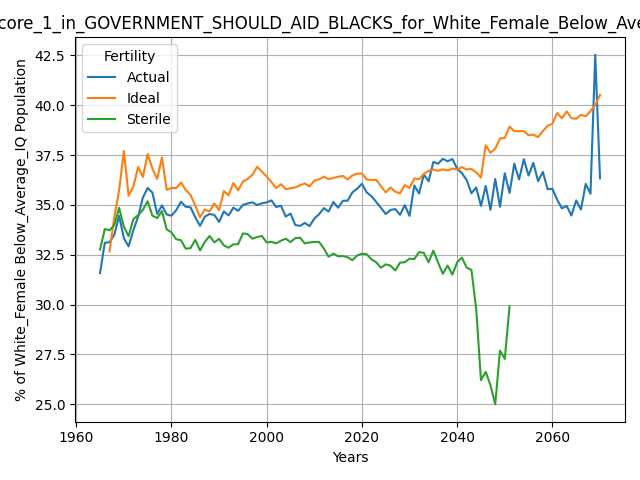 core_1_in_GOVERNMENT_SHOULD_AID_BLACKS_for_White_Female_Below_Ave
Fertility
Actual
Ideal
Sterile
% of White_Female Below_Average_IQ Population
42.5
40.0
37.5
35.0
32.5
30.0
27.5
25.0
1960 1980 2000 2020 2040 2060
Years